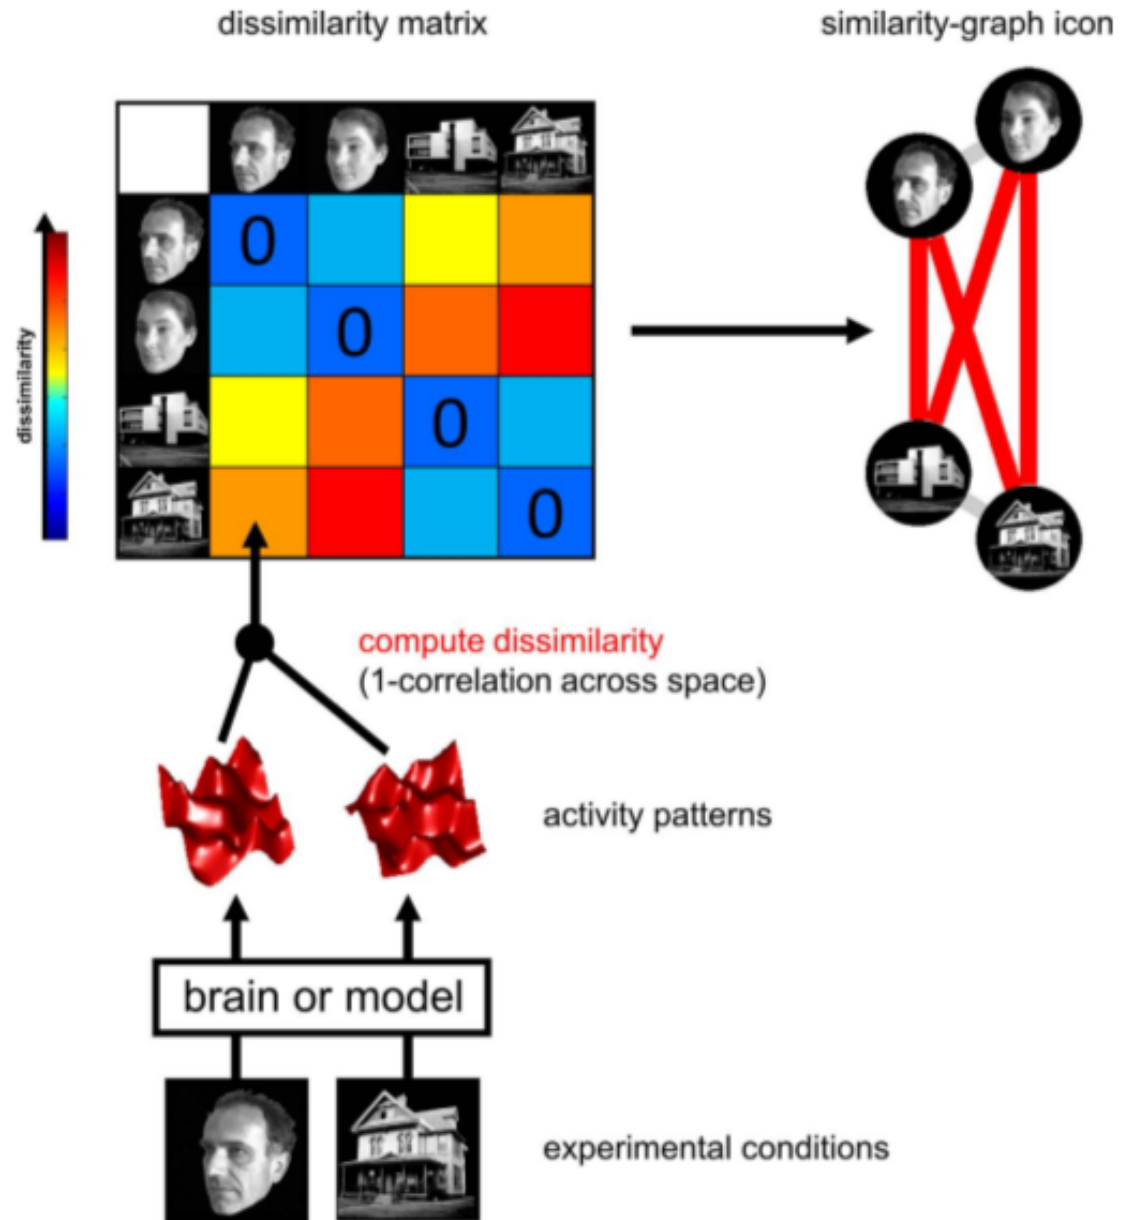 dissimilarity matrix
similarity-graph icon
0
0
0
0
dissimilarity
compute dissimilarity
(1-correlation across space)
activity patterns
brain or model
experimental conditions